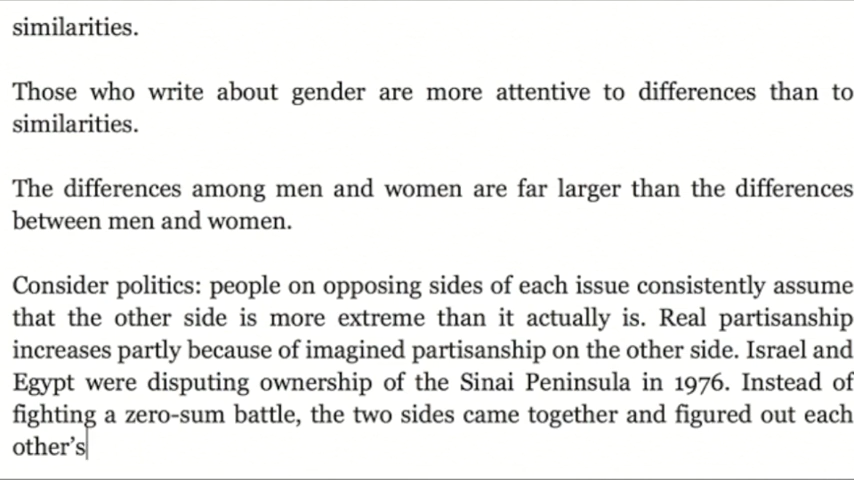 similarities.
Those who write about gender are more attentive to differences than to
similarities.
The differences among men and women are far larger than the differences
between men and women.
Consider politics: people on opposing sides of each issue consistently assume
that the other side is more extreme than it actually is. Real partisanship
increases partly because of imagined partisanship on the other side. Israel and
Egypt were disputing ownership of the Sinai Peninsula in 1976. Instead of
fighting a zero-sum battle, the two sides came together and figured out each
other’s